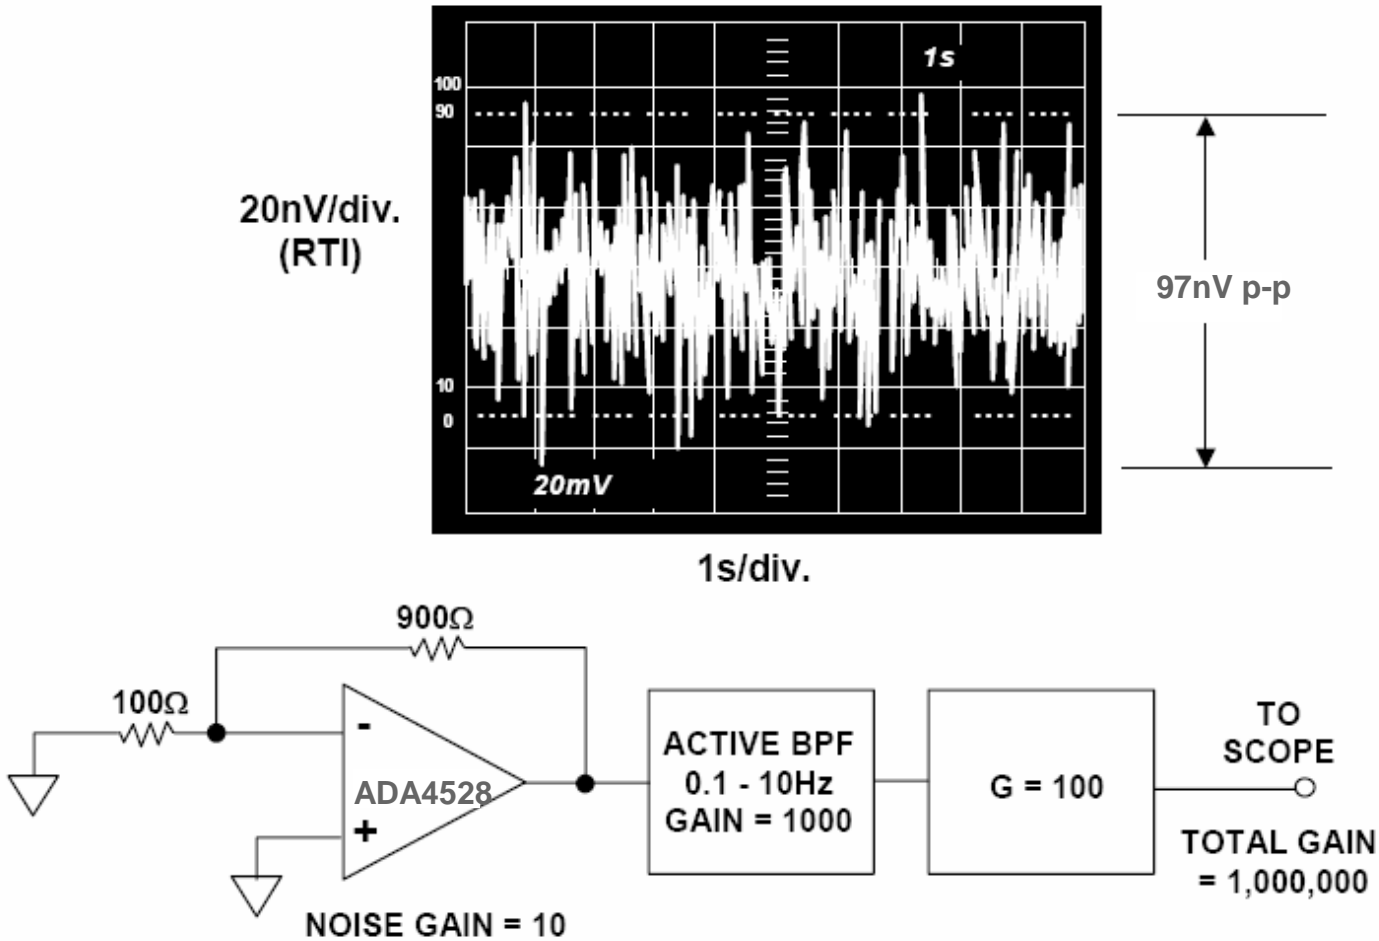 1s
100
90
20nV/div.
(RTI)
97nV p-p
10
0
20mV
1s/div.
900Ω
100Ω
-
ADA4528
+
NOISE GAIN = 10
ACTIVE BPF
0.1 - 10Hz
GAIN = 1000
G = 100
TO
SCOPE
TOTAL GAIN
= 1,000,000